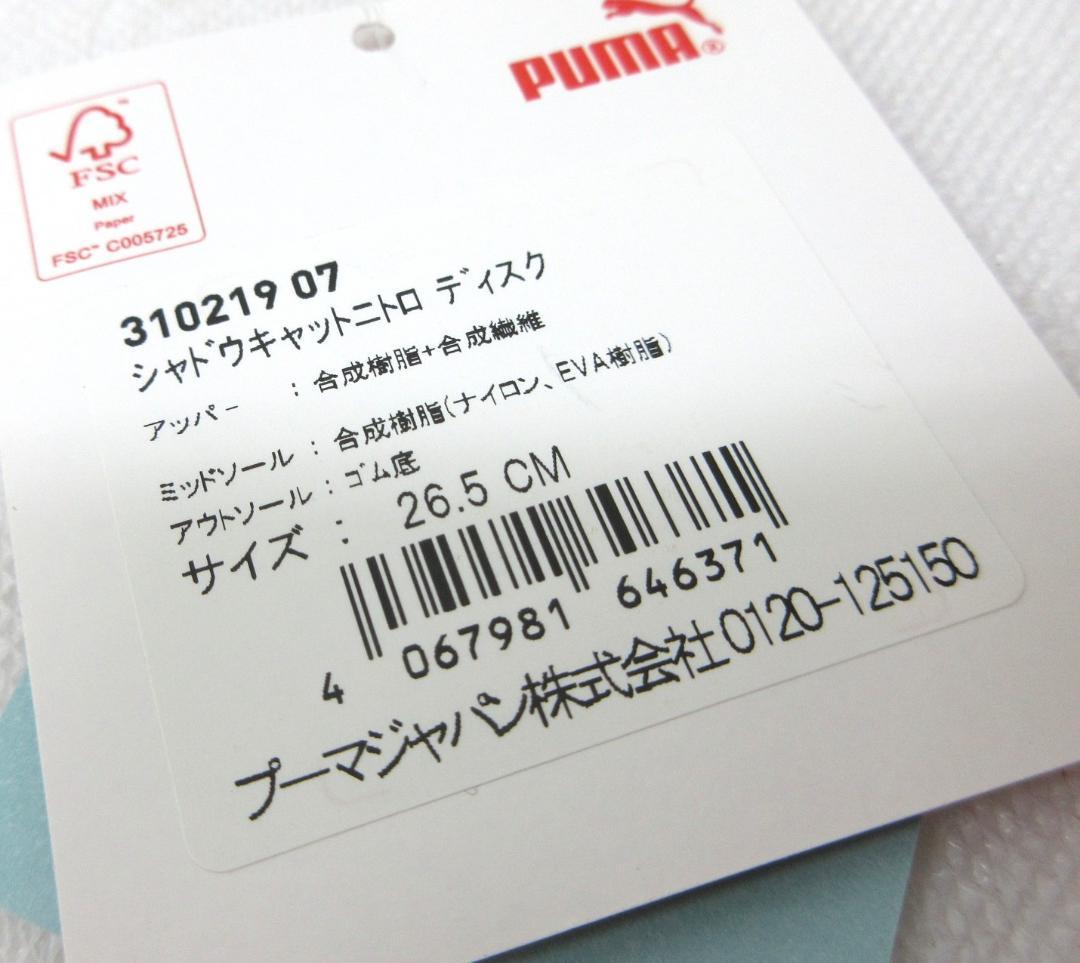 PUMA®
FSC™
MIX
Paper
FSC™ C005725
310219 07
シャドウキャットニトロ ディスク
アッパー : 合成樹脂+合成繊維
ミッドソール : 合成樹脂(ナイロン、EVA樹脂)
アウトソール : ゴム底
サイズ : 26.5 CM
4 067981 646371
プーマジャパン株式会社0120-125150